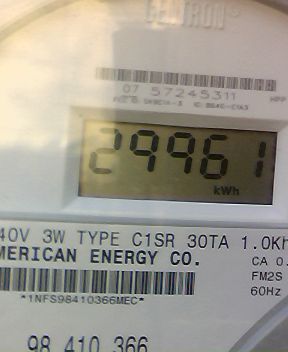 CENTRON®
07 57245311
29961
kWh
40V 3W TYPE C1SR 30TA 1.0Kh
MERICAN ENERGY CO.
CA 0.
FM2S
*1NFS98410366MEC*
60Hz
98 410 366